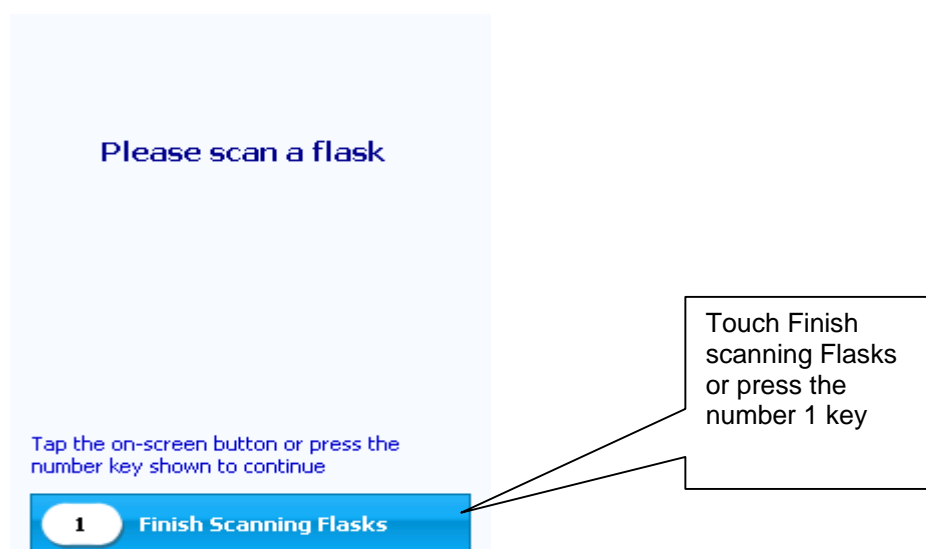 Please scan a flask
Touch Finish
scanning Flasks
or press the
number 1 key
Tap the on-screen button or press the
number key shown to continue
1 Finish Scanning Flasks